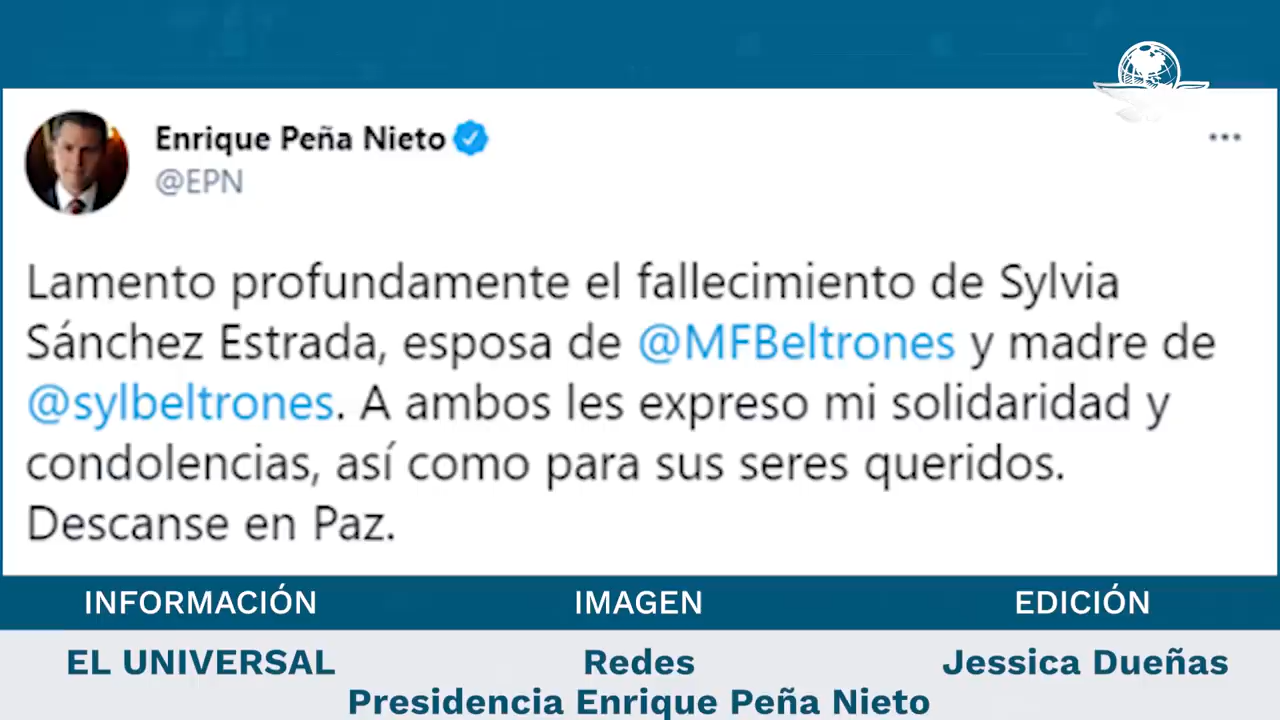 Enrique Peña Nieto
@EPN
Lamento profundamente el fallecimiento de Sylvia
Sánchez Estrada, esposa de @MFBeltrones y madre de
@sylbeltrones. A ambos les expreso mi solidaridad y
condolencias, así como para sus seres queridos.
Descanse en Paz.
INFORMACIÓN IMAGEN EDICIÓN
EL UNIVERSAL Redes Jessica Dueñas
Presidencia Enrique Peña Nieto